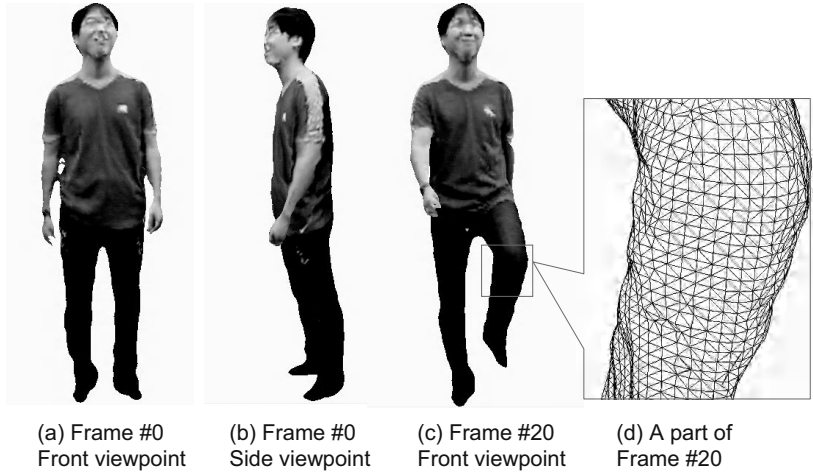 (a) Frame #0
Front viewpoint
(b) Frame #0
Side viewpoint
(c) Frame #20
Front viewpoint
(d) A part of
Frame #20